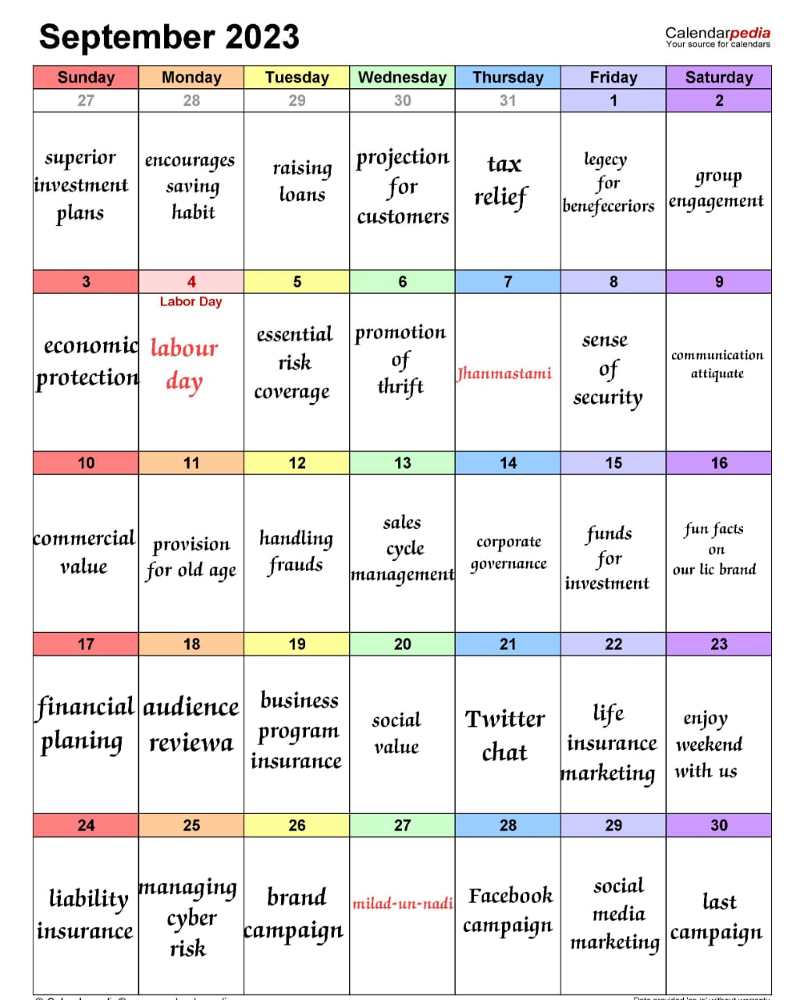 September 2023
Calendarpedia
Your source for calendars
Sunday Monday Tuesday Wednesday Thursday Friday Saturday
27 28 29 30 31 1 2
superior
investment
plans
encourages
saving
habit
raising
loans
projection
for
customers
tax
relief
legecy
for
benefeceriors
group
engagement
3 4 5 6 7 8 9
economic
protection
Labor Day
labour
day
essential
risk
coverage
promotion
of
thrift
Jhanmastami
sense
of
security
communication
attiquate
10 11 12 13 14 15 16
commercial
value
provision
for old age
handling
frauds
sales
cycle
management
corporate
governance
funds
for
investment
fun facts
on
our lic brand
17 18 19 20 21 22 23
financial
planing
audience
reviewa
business
program
insurance
social
value
Twitter
chat
life
insurance
marketing
enjoy
weekend
with us
24 25 26 27 28 29 30
liability
insurance
managing
cyber
risk
brand
campaign
milad-un-nadi
Facebook
campaign
social
media
marketing
last
campaign